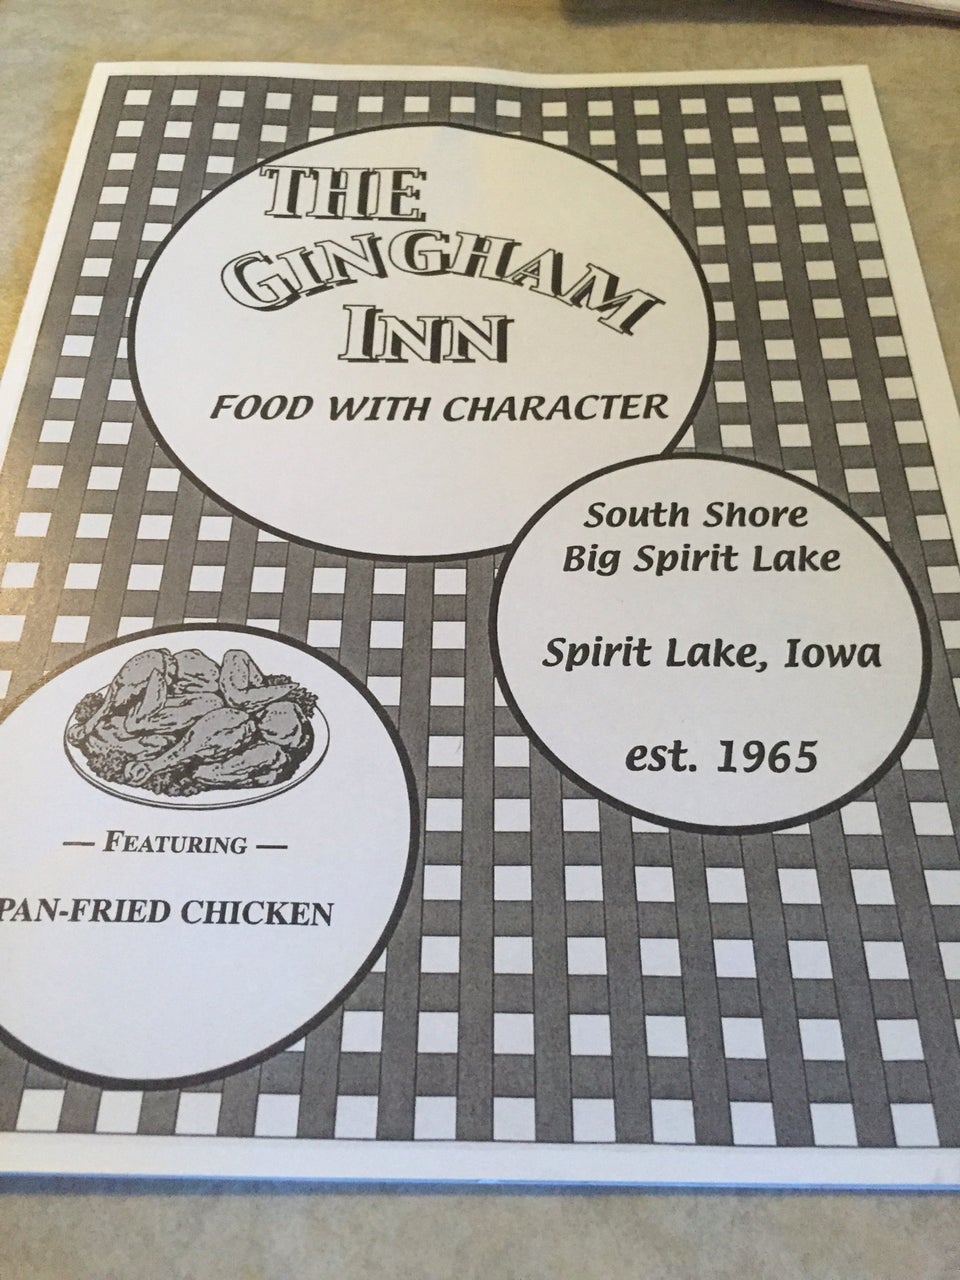 THE
GINGHAM
INN
FOOD WITH CHARACTER
South Shore
Big Spirit Lake
Spirit Lake, Iowa
est. 1965
— FEATURING —
PAN-FRIED CHICKEN